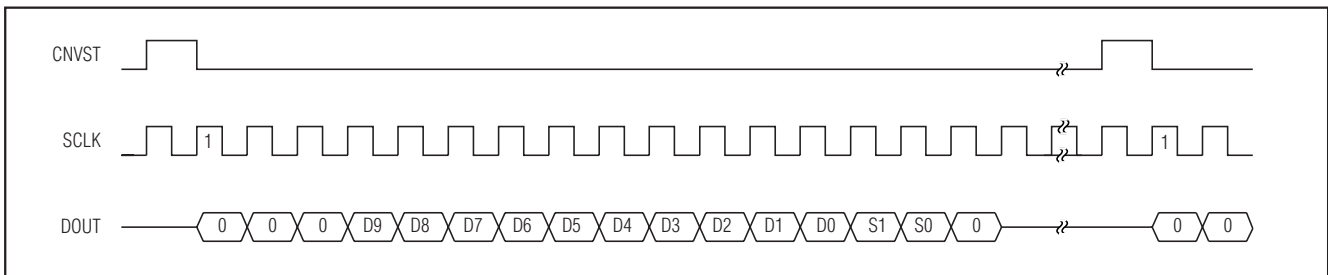 CNVST
SCLK 1 1
DOUT 0 0 0 D9 D8 D7 D6 D5 D4 D3 D2 D1 D0 S1 S0 0 0 0